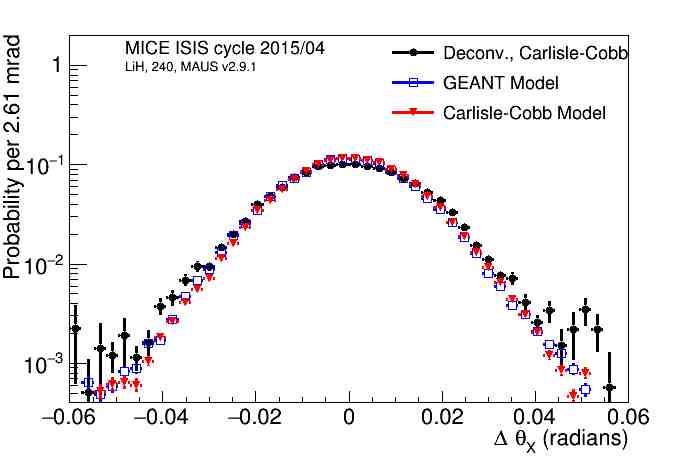 MICE ISIS cycle 2015/04
LiH, 240, MAUS v2.9.1
Deconv., Carlisle-Cobb
GEANT Model
Carlisle-Cobb Model
Probability per 2.61 mrad
1
10⁻¹
10⁻²
10⁻³
−0.06 −0.04 −0.02 0 0.02 0.04 0.06
Δ θ_X (radians)